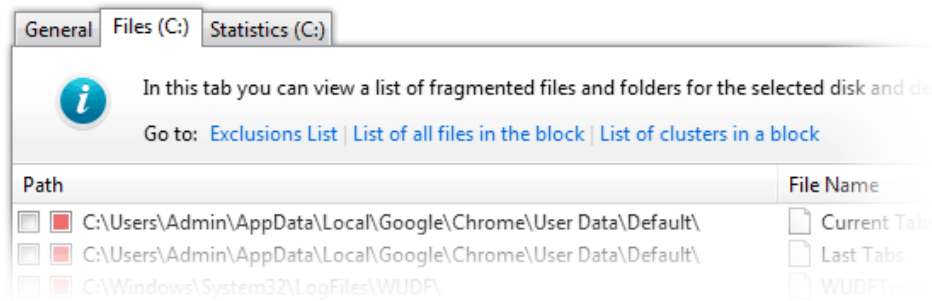 General Files (C:) Statistics (C:)
In this tab you can view a list of fragmented files and folders for the selected disk and de
Go to: Exclusions List | List of all files in the block | List of clusters in a block
Path File Name
C:\Users\Admin\AppData\Local\Google\Chrome\User Data\Default\ Current Tabs
C:\Users\Admin\AppData\Local\Google\Chrome\User Data\Default\ Last Tabs
C:\Windows\System32\LogFiles\WUDF\